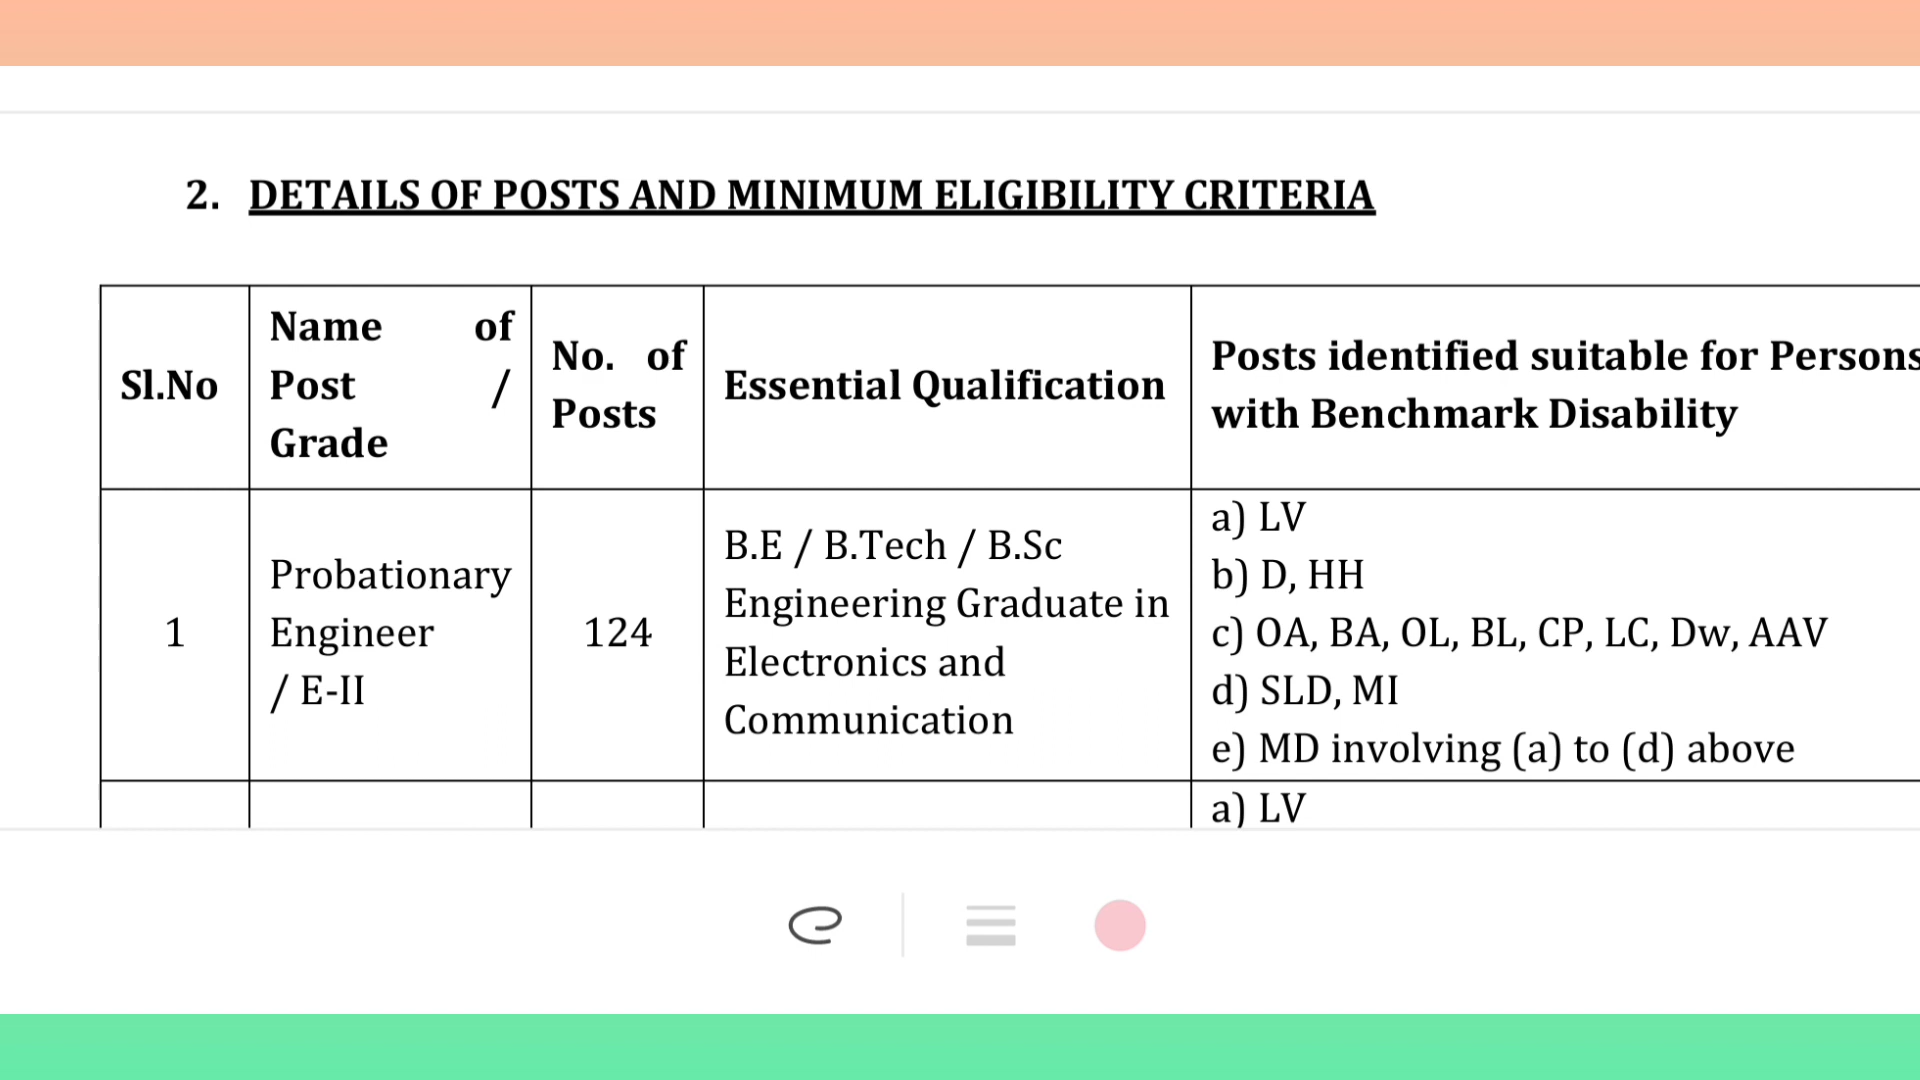 2. DETAILS OF POSTS AND MINIMUM ELIGIBILITY CRITERIA
Sl.No
Name of
Post /
Grade
No. of
Posts
Essential Qualification
Posts identified suitable for Persons
with Benchmark Disability
1
Probationary
Engineer
/ E-II
124
B.E / B.Tech / B.Sc
Engineering Graduate in
Electronics and
Communication
a) LV
b) D, HH
c) OA, BA, OL, BL, CP, LC, Dw, AAV
d) SLD, MI
e) MD involving (a) to (d) above
a) LV